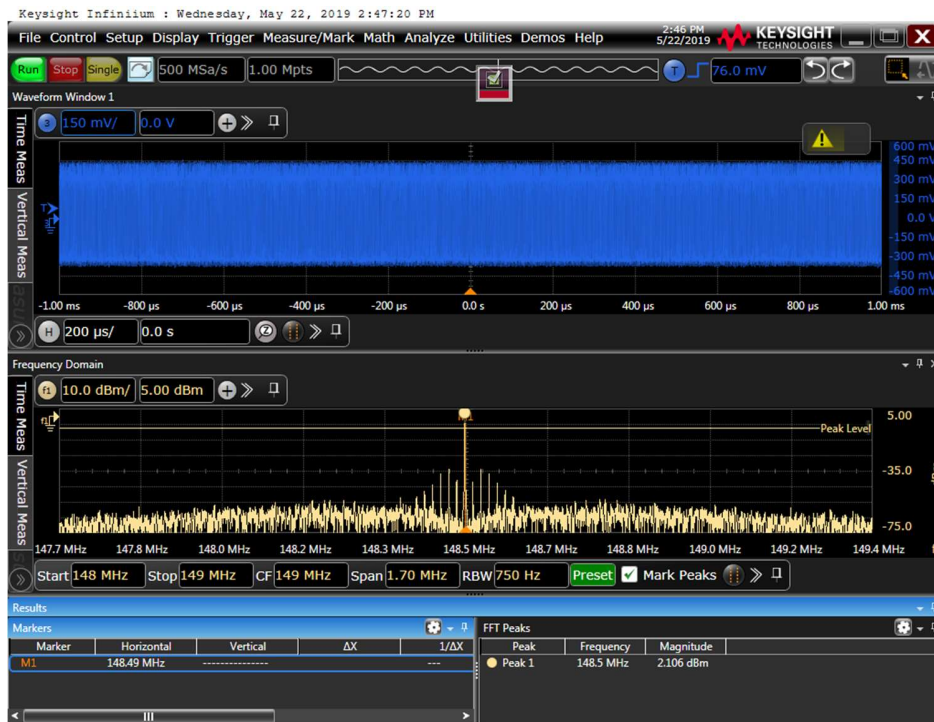 Keysight Infiniium : Wednesday, May 22, 2019 2:47:20 PM
File Control Setup Display Trigger Measure/Mark Math Analyze Utilities Demos Help 2:46 PM 5/22/2019 KEYSIGHT TECHNOLOGIES X
Run Stop Single 500 MSa/s 1.00 Mpts T 76.0 mV
Waveform Window 1
Time Meas
Vertical Meas
3 150 mV/ 0.0 V
T
600 mV
450 mV
300 mV
150 mV
0.0 V
-150 mV
-300 mV
-450 mV
-600 mV
-1.00 ms -800 µs -600 µs -400 µs -200 µs 0.0 s 200 µs 400 µs 600 µs 800 µs 1.00 ms
H 200 µs/ 0.0 s
Frequency Domain
Time Meas
Vertical Meas
f1 10.0 dBm/ 5.00 dBm
M1
5.00
Peak Level
-35.0
-75.0
147.7 MHz 147.8 MHz 148.0 MHz 148.2 MHz 148.3 MHz 148.5 MHz 148.7 MHz 148.8 MHz 149.0 MHz 149.2 MHz 149.4 MHz
Start 148 MHz Stop 149 MHz CF 149 MHz Span 1.70 MHz RBW 750 Hz Preset Mark Peaks
Results
Markers
Marker Horizontal Vertical ΔX 1/ΔX
M1 148.49 MHz --------------- ---
FFT Peaks
Peak Frequency Magnitude
Peak 1 148.5 MHz 2.106 dBm